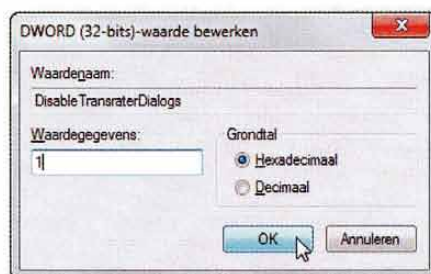 DWORD (32-bits)-waarde bewerken
Waardenaam:
DisableTransraterDialogs
Waardegegevens:
1
Grondtal
Hexadecimaal
Decimaal
OK
Annuleren